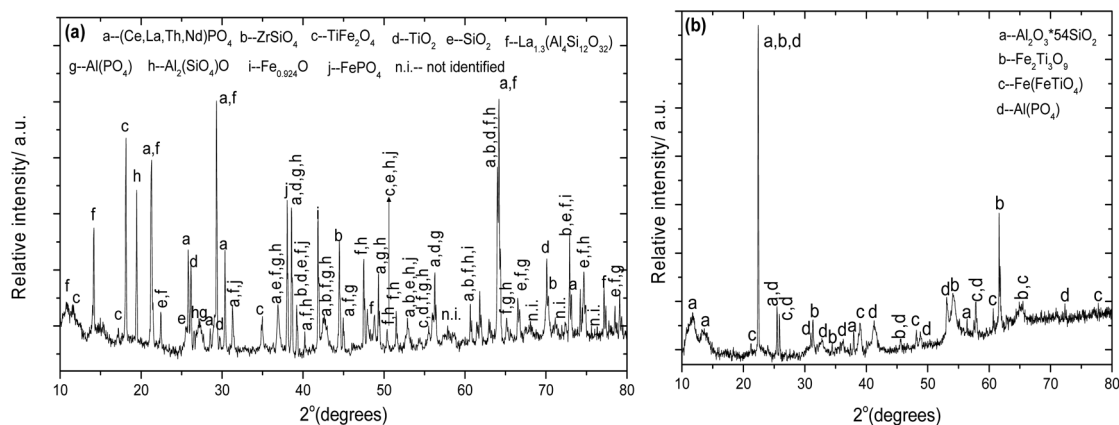 (a)
a--(Ce,La,Th,Nd)PO4 b--ZrSiO4 c--TiFe2O4 d--TiO2 e--SiO2 f--La1.3(Al4Si12O32)
g--Al(PO4) h--Al2(SiO4)O i--Fe0.924O j--FePO4 n.i.-- not identified
Relative intensity/ a.u.
f
c
f
c
c
h
a,f
e,f
a
d
e
h
g
a
a,f
d
a
a,f,j
c
a,e,f,g,h
j
a,d,g,h
b,d,e,f,j
a,f,h
i
a,b,f,g,h
b
a,f,g
f,h
f
a,g,h
f,h
c,e,h,j
f,h
a,b,e,h,j
c,d,f,g,h
a,d,g
n.i.
a,b,f,h,i
a,b,d,f,h
a,f
f,g,h
e,f,g
n.i.
d
b
n.i.
b,e,f,i
a
e,f,h
n.i.
f
e,f,g
10 20 30 40 50 60 70 80
2°(degrees)
(b)
a--Al2O3*54SiO2
b--Fe2Ti3O9
c--Fe(FeTiO4)
d--Al(PO4)
Relative intensity/ a.u.
a
a
c
a,b,d
a,d
c,d
d
b
d
b
d
a
c
d
b,d
c
d
d
b
a
c,d
c
b
b,c
d
c
10 20 30 40 50 60 70 80
2°(degrees)